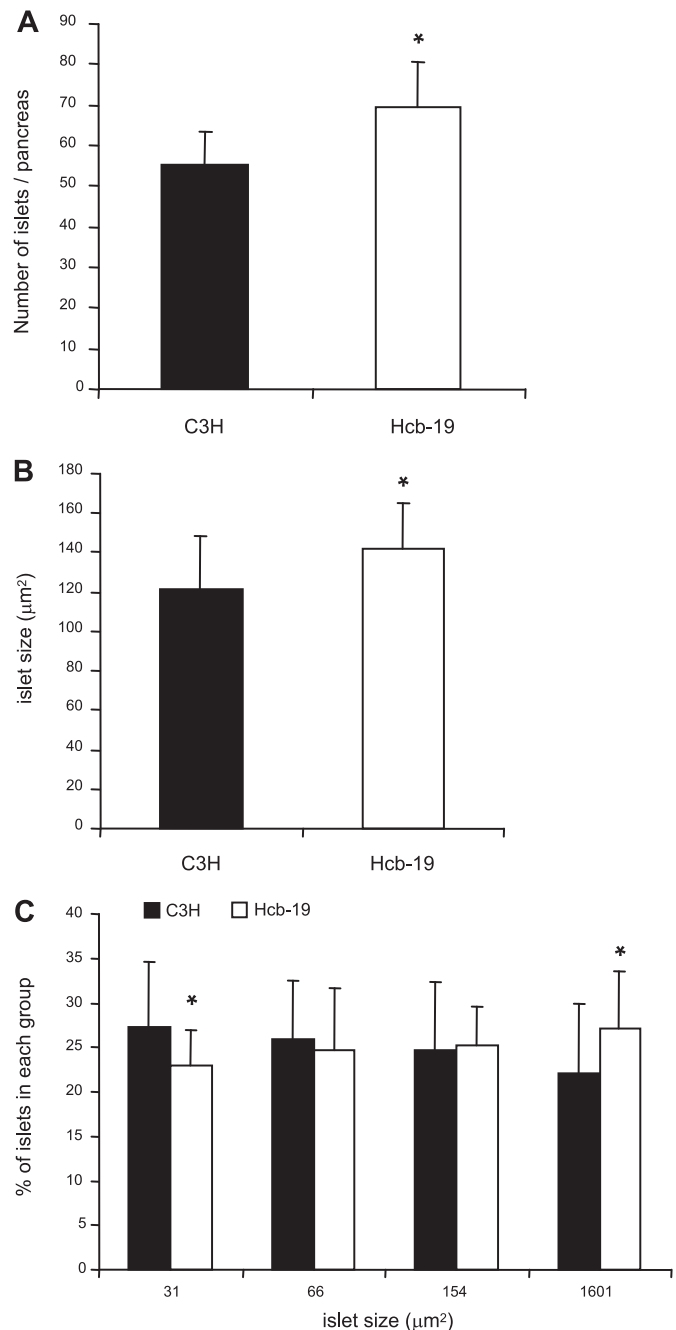 A
Number of islets / pancreas
90
80
70
60
50
40
30
20
10
0
*
C3H
Hcb-19
B
islet size (μm²)
180
160
140
120
100
80
60
40
20
0
*
C3H
Hcb-19
C
C3H
Hcb-19
% of islets in each group
40
35
30
25
20
15
10
5
0
*
*
31
66
154
1601
islet size (μm²)